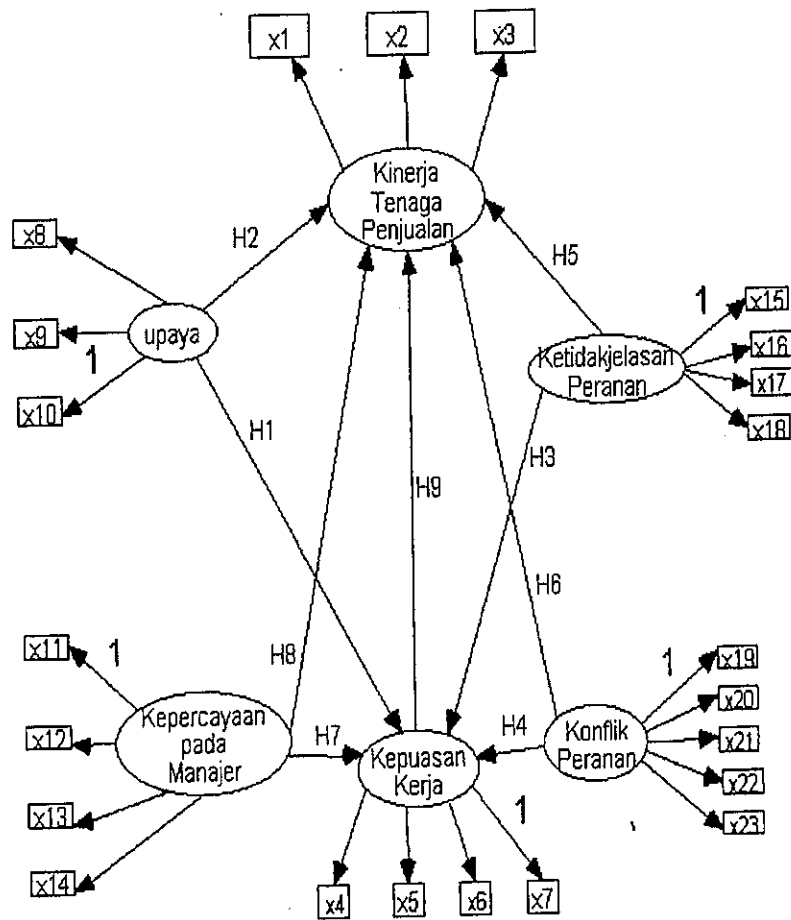 x1
x2
x3
Kinerja
Tenaga
Penjualan
x8
H2
H5
x9
upaya
1
x10
1
x15
x16
Ketidakjelasan
Peranan
x17
x18
H1
H3
H9
H6
H8
x11
1
x12
Kepercayaan
pada
Manajer
x13
x14
H7
Kepuasan
Kerja
H4
Konflik
Peranan
1
x19
x20
x21
x22
x23
1
x4
x5
x6
x7